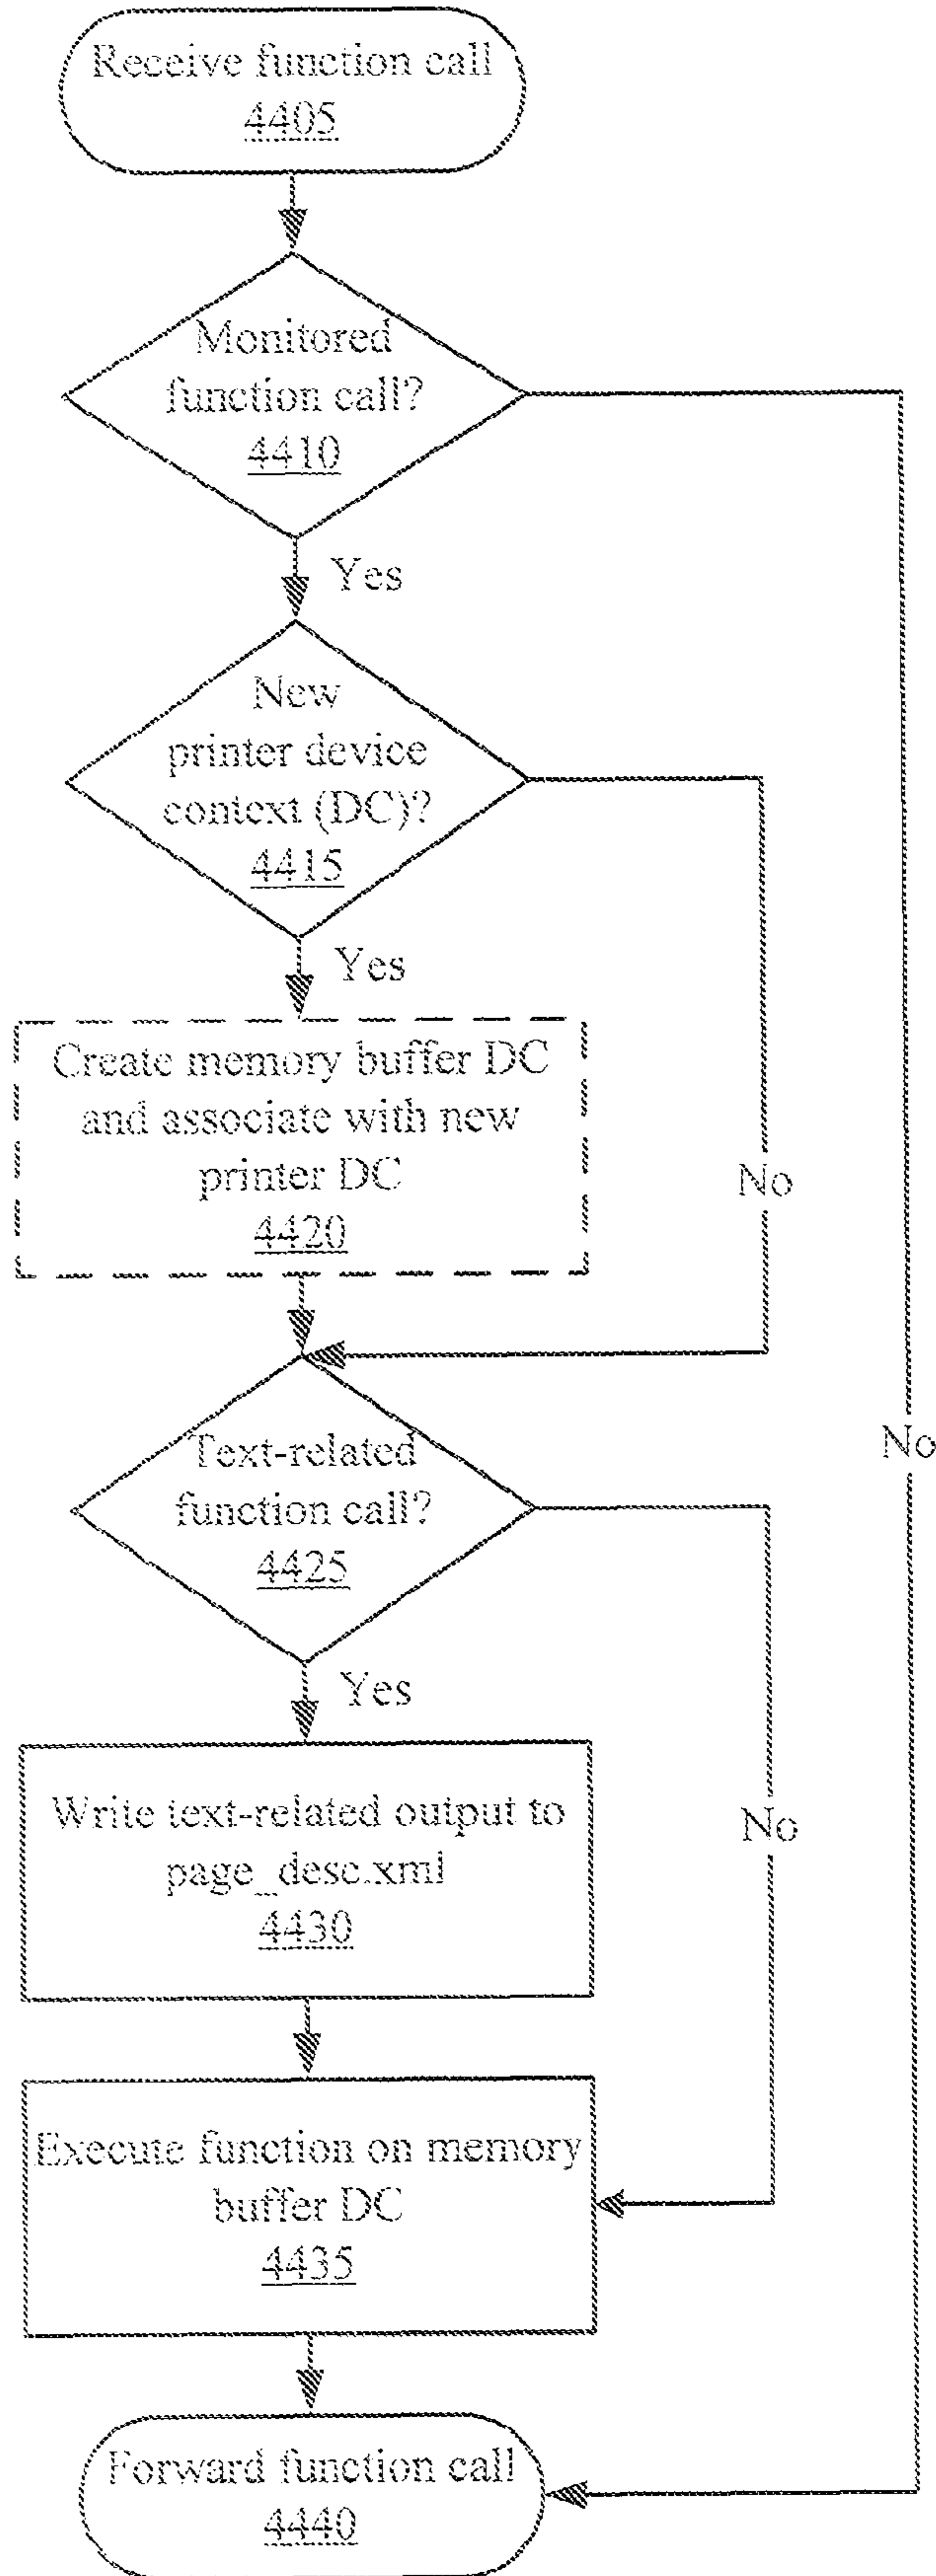 Receive function call
4405
Monitored
function call?
4410
Yes
New
printer device
context (DC)?
4415
Yes
Create memory buffer DC
and associate with new
printer DC
4420
No
Text-related
function call?
4425
No
Yes
Write text-related output to
page_desc.xml
4430
No
Execute function on memory
buffer DC
4435
Forward function call
4440